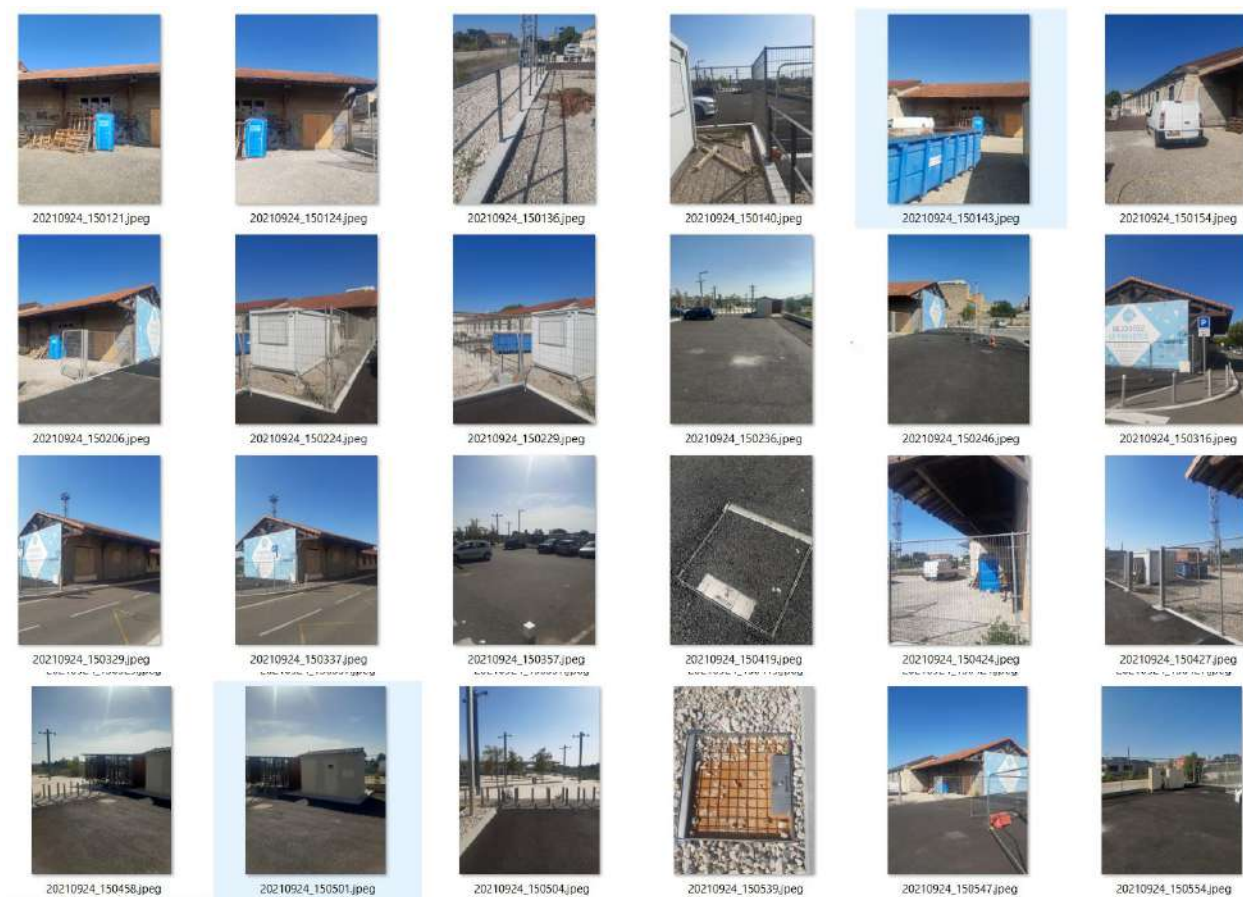 20210924_150121.jpeg
20210924_150124.jpeg
20210924_150136.jpeg
20210924_150140.jpeg
20210924_150143.jpeg
20210924_150154.jpeg
20210924_150206.jpeg
20210924_150224.jpeg
20210924_150229.jpeg
20210924_150236.jpeg
20210924_150246.jpeg
20210924_150316.jpeg
P
20210924_150329.jpeg
20210924_150337.jpeg
20210924_150357.jpeg
20210924_150419.jpeg
20210924_150424.jpeg
20210924_150427.jpeg
20210924_150458.jpeg
20210924_150501.jpeg
20210924_150504.jpeg
20210924_150539.jpeg
20210924_150547.jpeg
20210924_150554.jpeg